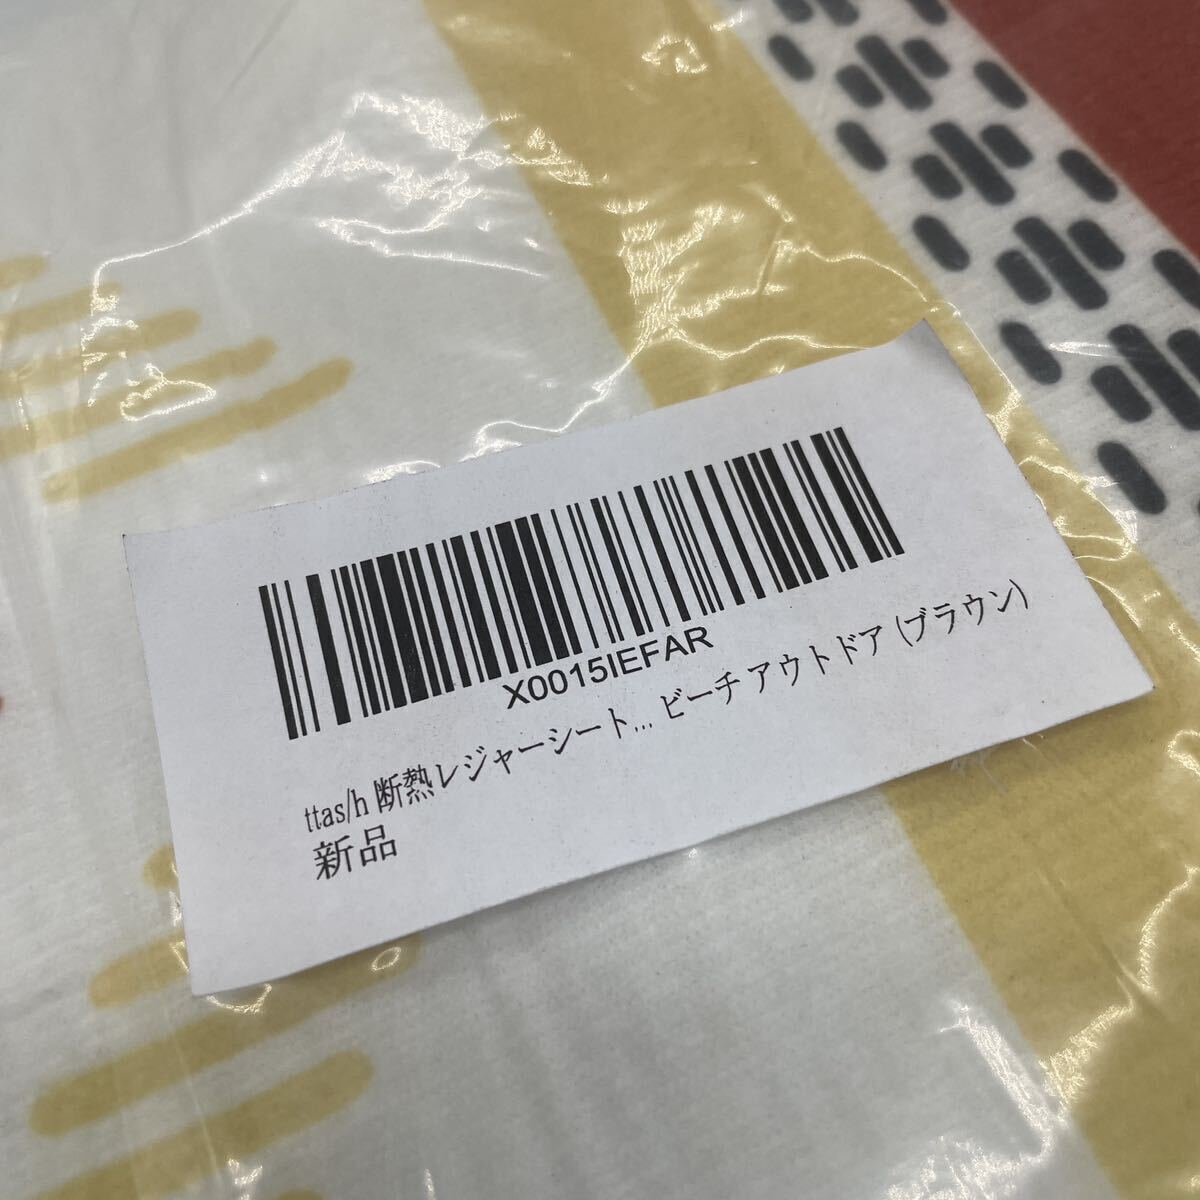 X0015IEFAR
ttas/h 断熱レジャーシート... ビーチ アウトドア (ブラウン)
新品